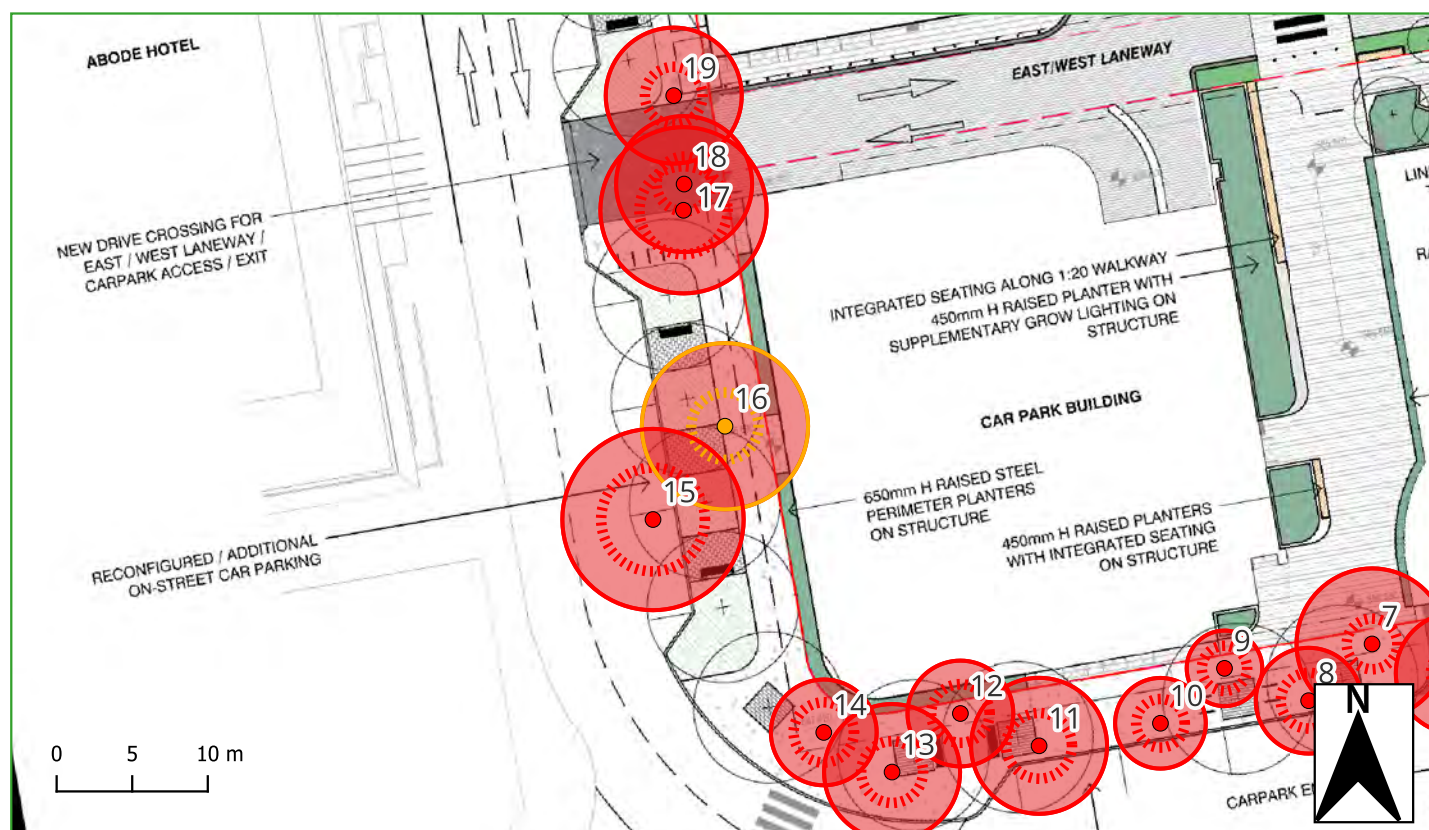 ABODE HOTEL
19
EAST/WEST LANEWAY
18
17
NEW DRIVE CROSSING FOR
EAST / WEST LANEWAY /
CARPARK ACCESS / EXIT
INTEGRATED SEATING ALONG 1:20 WALKWAY
450mm H RAISED PLANTER WITH
SUPPLEMENTARY GROW LIGHTING ON
STRUCTURE
16
CAR PARK BUILDING
15
650mm H RAISED STEEL
PERIMETER PLANTERS
ON STRUCTURE
450mm H RAISED PLANTERS
WITH INTEGRATED SEATING
ON STRUCTURE
RECONFIGURED / ADDITIONAL
ON-STREET CAR PARKING
7
9
8
10
12
11
14
13
0 5 10 m
N
CARPARK